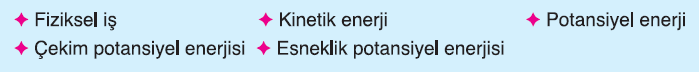 ✦ Fiziksel iş ✦ Kinetik enerji ✦ Potansiyel enerji
✦ Çekim potansiyel enerjisi ✦ Esneklik potansiyel enerjisi